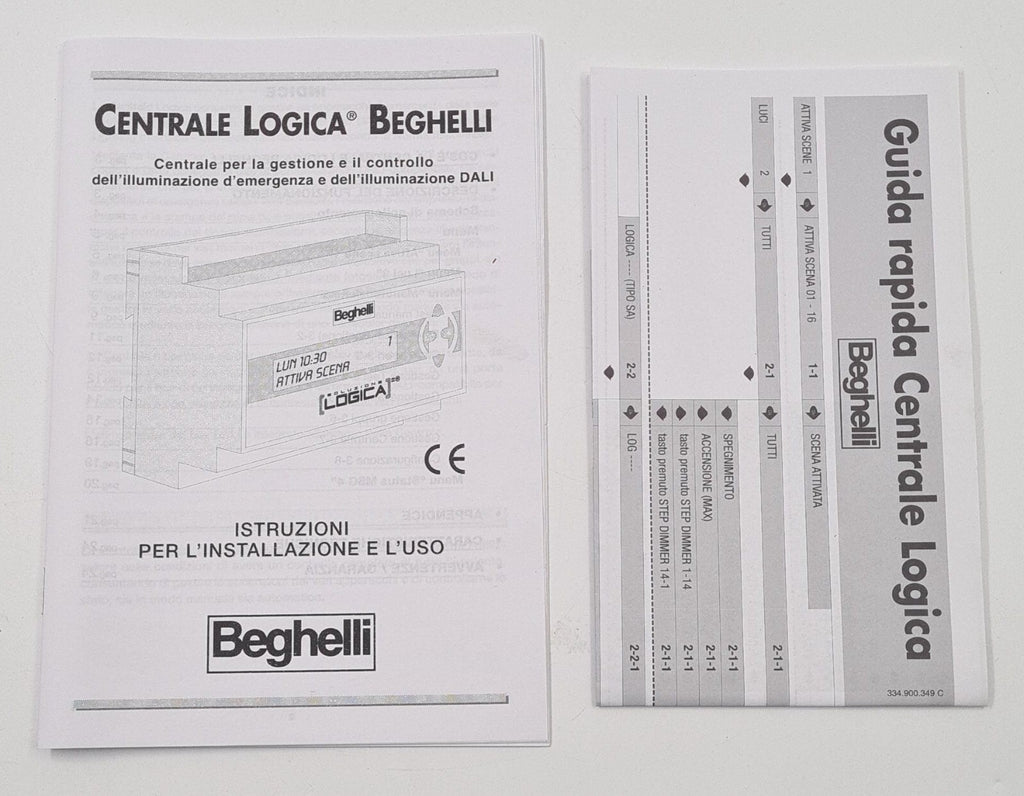 CENTRALE LOGICA® BEGHELLI
Centrale per la gestione e il controllo
dell'illuminazione d'emergenza e dell'illuminazione DALI
Beghelli
LUN 10:30 1
ATTIVA SCENA
SOLUZIONE
[LOGICA]
CE
ISTRUZIONI
PER L'INSTALLAZIONE E L'USO
Beghelli
Guida rapida Centrale Logica
Beghelli
334.900.349 C
ATTIVA SCENE 1 ATTIVA SCENA 01 - 16 1-1 SCENA ATTIVATA
LUCI 2 TUTTI 2-1 TUTTI 2-1-1
SPEGNIMENTO 2-1-1
ACCENSIONE (MAX) 2-1-1
tasto premuto STEP DIMMER 1-14 2-1-1
tasto premuto STEP DIMMER 14-1 2-1-1
LOGICA ---- (TIPO SA) 2-2 LOG ---- 2-2-1